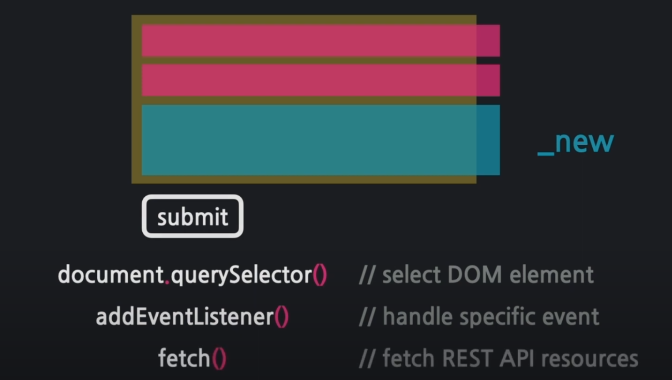 _new
submit
document.querySelector() // select DOM element
addEventListener() // handle specific event
fetch() // fetch REST API resources